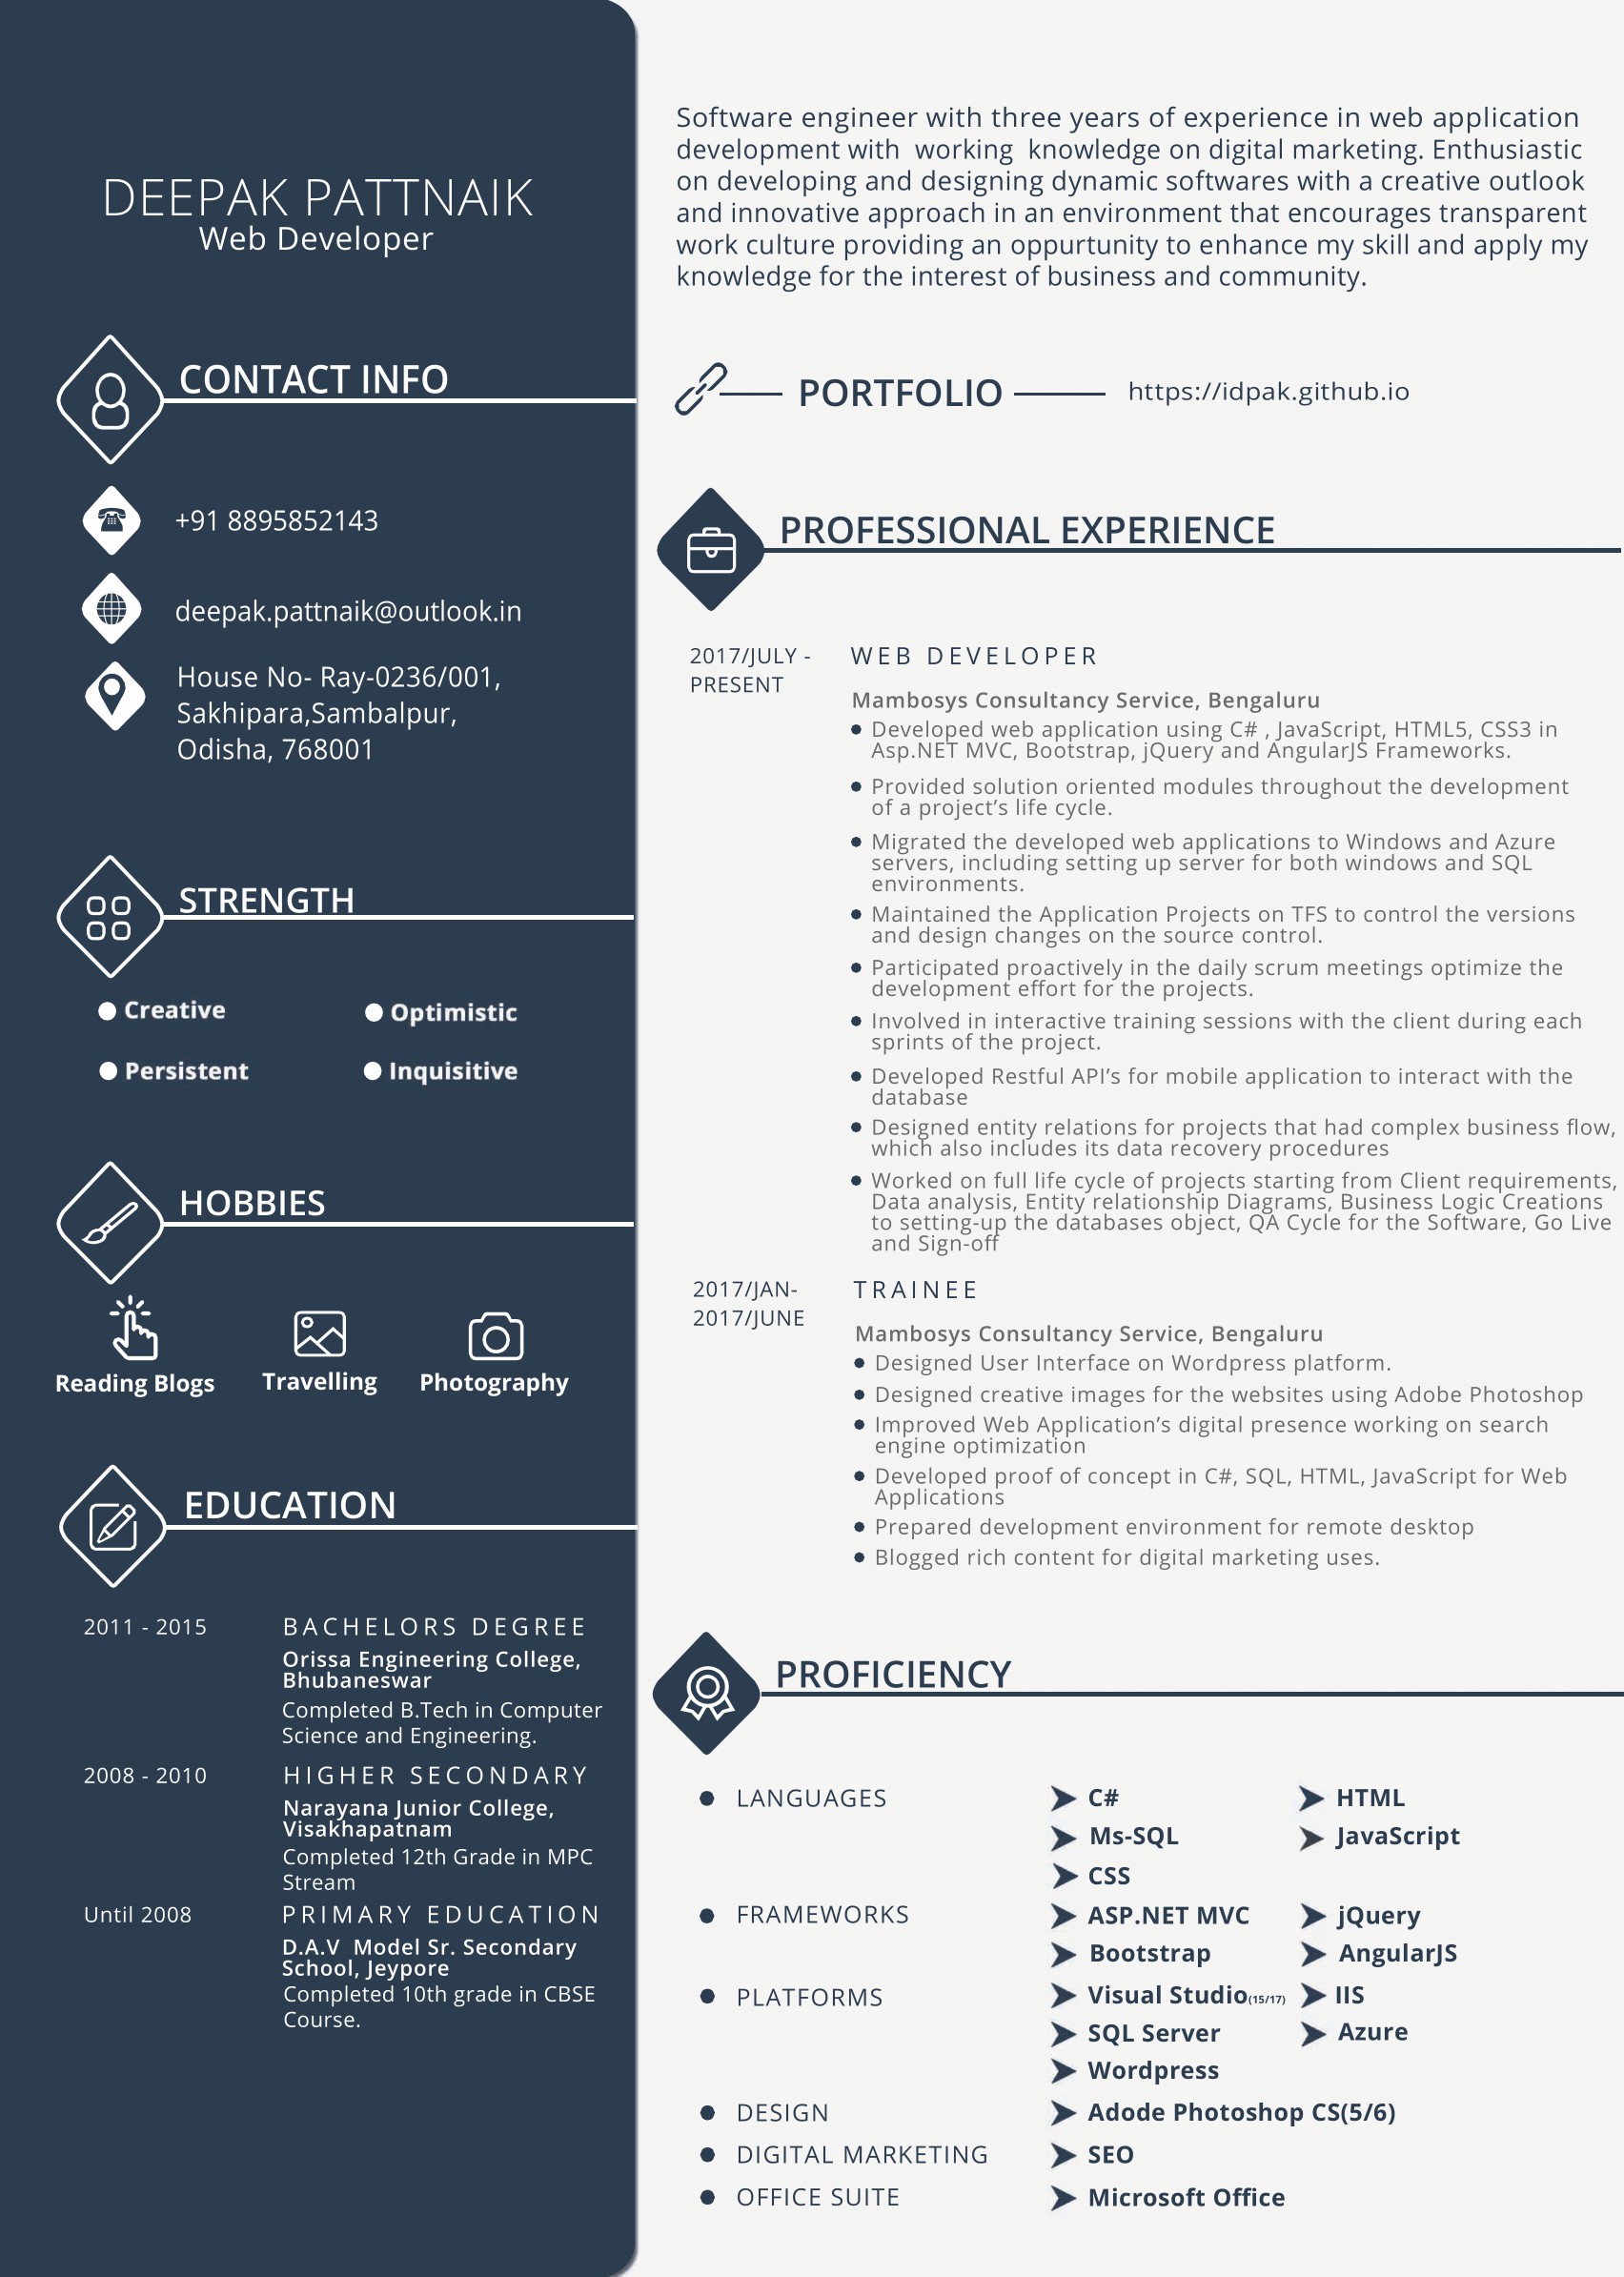 DEEPAK PATTNAIK
Web Developer
CONTACT INFO
+91 8895852143
deepak.pattnaik@outlook.in
House No- Ray-0236/001,
Sakhipara,Sambalpur,
Odisha, 768001
STRENGTH
Creative
Optimistic
Persistent
Inquisitive
HOBBIES
Reading Blogs
Travelling
Photography
EDUCATION
2011 - 2015
BACHELORS DEGREE
Orissa Engineering College,
Bhubaneswar
Completed B.Tech in Computer
Science and Engineering.
2008 - 2010
HIGHER SECONDARY
Narayana Junior College,
Visakhapatnam
Completed 12th Grade in MPC
Stream
Until 2008
PRIMARY EDUCATION
D.A.V  Model Sr. Secondary
School, Jeypore
Completed 10th grade in CBSE
Course.
Software engineer with three years of experience in web application
development with  working  knowledge on digital marketing. Enthusiastic
on developing and designing dynamic softwares with a creative outlook
and innovative approach in an environment that encourages transparent
work culture providing an oppurtunity to enhance my skill and apply my
knowledge for the interest of business and community.
PORTFOLIO
https://idpak.github.io
PROFESSIONAL EXPERIENCE
2017/JULY -
PRESENT
WEB DEVELOPER
Mambosys Consultancy Service, Bengaluru
Developed web application using C# , JavaScript, HTML5, CSS3 in
Asp.NET MVC, Bootstrap, jQuery and AngularJS Frameworks.
Provided solution oriented modules throughout the development
of a project’s life cycle.
Migrated the developed web applications to Windows and Azure
servers, including setting up server for both windows and SQL
environments.
Maintained the Application Projects on TFS to control the versions
and design changes on the source control.
Participated proactively in the daily scrum meetings optimize the
development effort for the projects.
Involved in interactive training sessions with the client during each
sprints of the project.
Developed Restful API’s for mobile application to interact with the
database
Designed entity relations for projects that had complex business flow,
which also includes its data recovery procedures
Worked on full life cycle of projects starting from Client requirements,
Data analysis, Entity relationship Diagrams, Business Logic Creations
to setting-up the databases object, QA Cycle for the Software, Go Live
and Sign-off
2017/JAN-
2017/JUNE
TRAINEE
Mambosys Consultancy Service, Bengaluru
Designed User Interface on Wordpress platform.
Designed creative images for the websites using Adobe Photoshop
Improved Web Application’s digital presence working on search
engine optimization
Developed proof of concept in C#, SQL, HTML, JavaScript for Web
Applications
Prepared development environment for remote desktop
Blogged rich content for digital marketing uses.
PROFICIENCY
LANGUAGES
C#
HTML
Ms-SQL
JavaScript
CSS
FRAMEWORKS
ASP.NET MVC
jQuery
Bootstrap
AngularJS
PLATFORMS
Visual Studio(15/17)
IIS
SQL Server
Azure
Wordpress
DESIGN
Adode Photoshop CS(5/6)
DIGITAL MARKETING
SEO
OFFICE SUITE
Microsoft Office